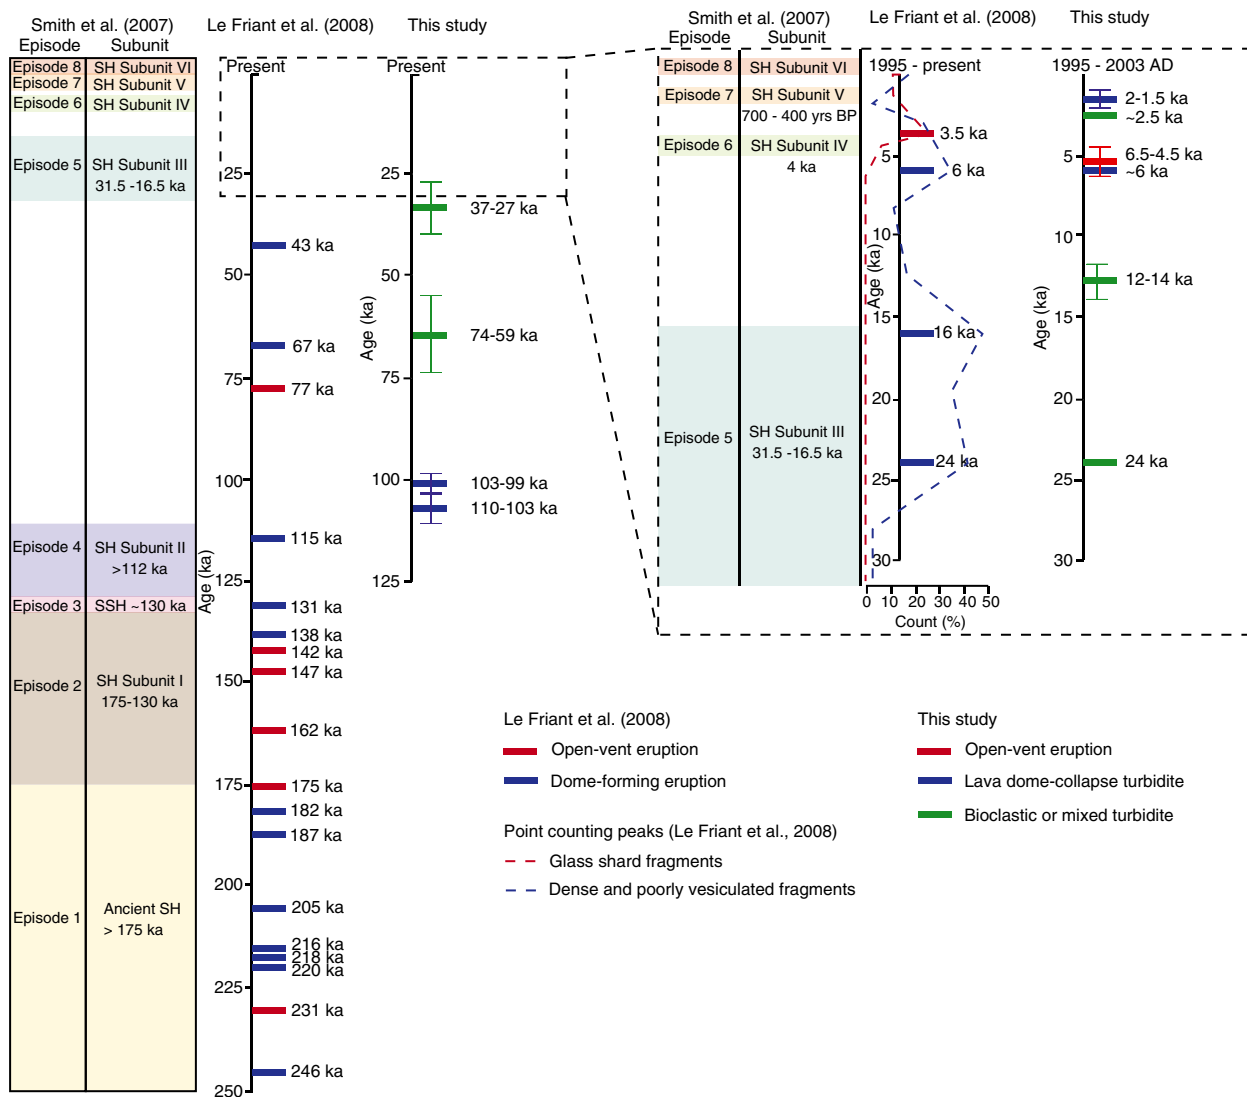 Smith et al. (2007)
Episode Subunit
Le Friant et al. (2008)
This study
Episode 8 SH Subunit VI
Episode 7 SH Subunit V
Episode 6 SH Subunit IV
Episode 5 SH Subunit III
31.5 -16.5 ka
Episode 4 SH Subunit II
>112 ka
Episode 3 SSH ~130 ka
Episode 2 SH Subunit I
175-130 ka
Episode 1 Ancient SH
> 175 ka
Present
25
50
75
100
125
150
175
200
225
250
Age (ka)
43 ka
67 ka
77 ka
115 ka
131 ka
138 ka
142 ka
147 ka
162 ka
175 ka
182 ka
187 ka
205 ka
216 ka
218 ka
220 ka
231 ka
246 ka
Present
25
50
75
100
125
Age (ka)
37-27 ka
74-59 ka
103-99 ka
110-103 ka
Smith et al. (2007)
Episode Subunit
Le Friant et al. (2008)
This study
Episode 8 SH Subunit VI
Episode 7 SH Subunit V
700 - 400 yrs BP
Episode 6 SH Subunit IV
4 ka
Episode 5 SH Subunit III
31.5 -16.5 ka
1995 - present
5
10
15
20
25
30
Age (ka)
3.5 ka
6 ka
16 ka
24 ka
0 10 20 30 40 50
Count (%)
1995 - 2003 AD
5
10
15
20
25
30
Age (ka)
2-1.5 ka
~2.5 ka
6.5-4.5 ka
~6 ka
12-14 ka
24 ka
Le Friant et al. (2008)
Open-vent eruption
Dome-forming eruption
Point counting peaks (Le Friant et al., 2008)
Glass shard fragments
Dense and poorly vesiculated fragments
This study
Open-vent eruption
Lava dome-collapse turbidite
Bioclastic or mixed turbidite